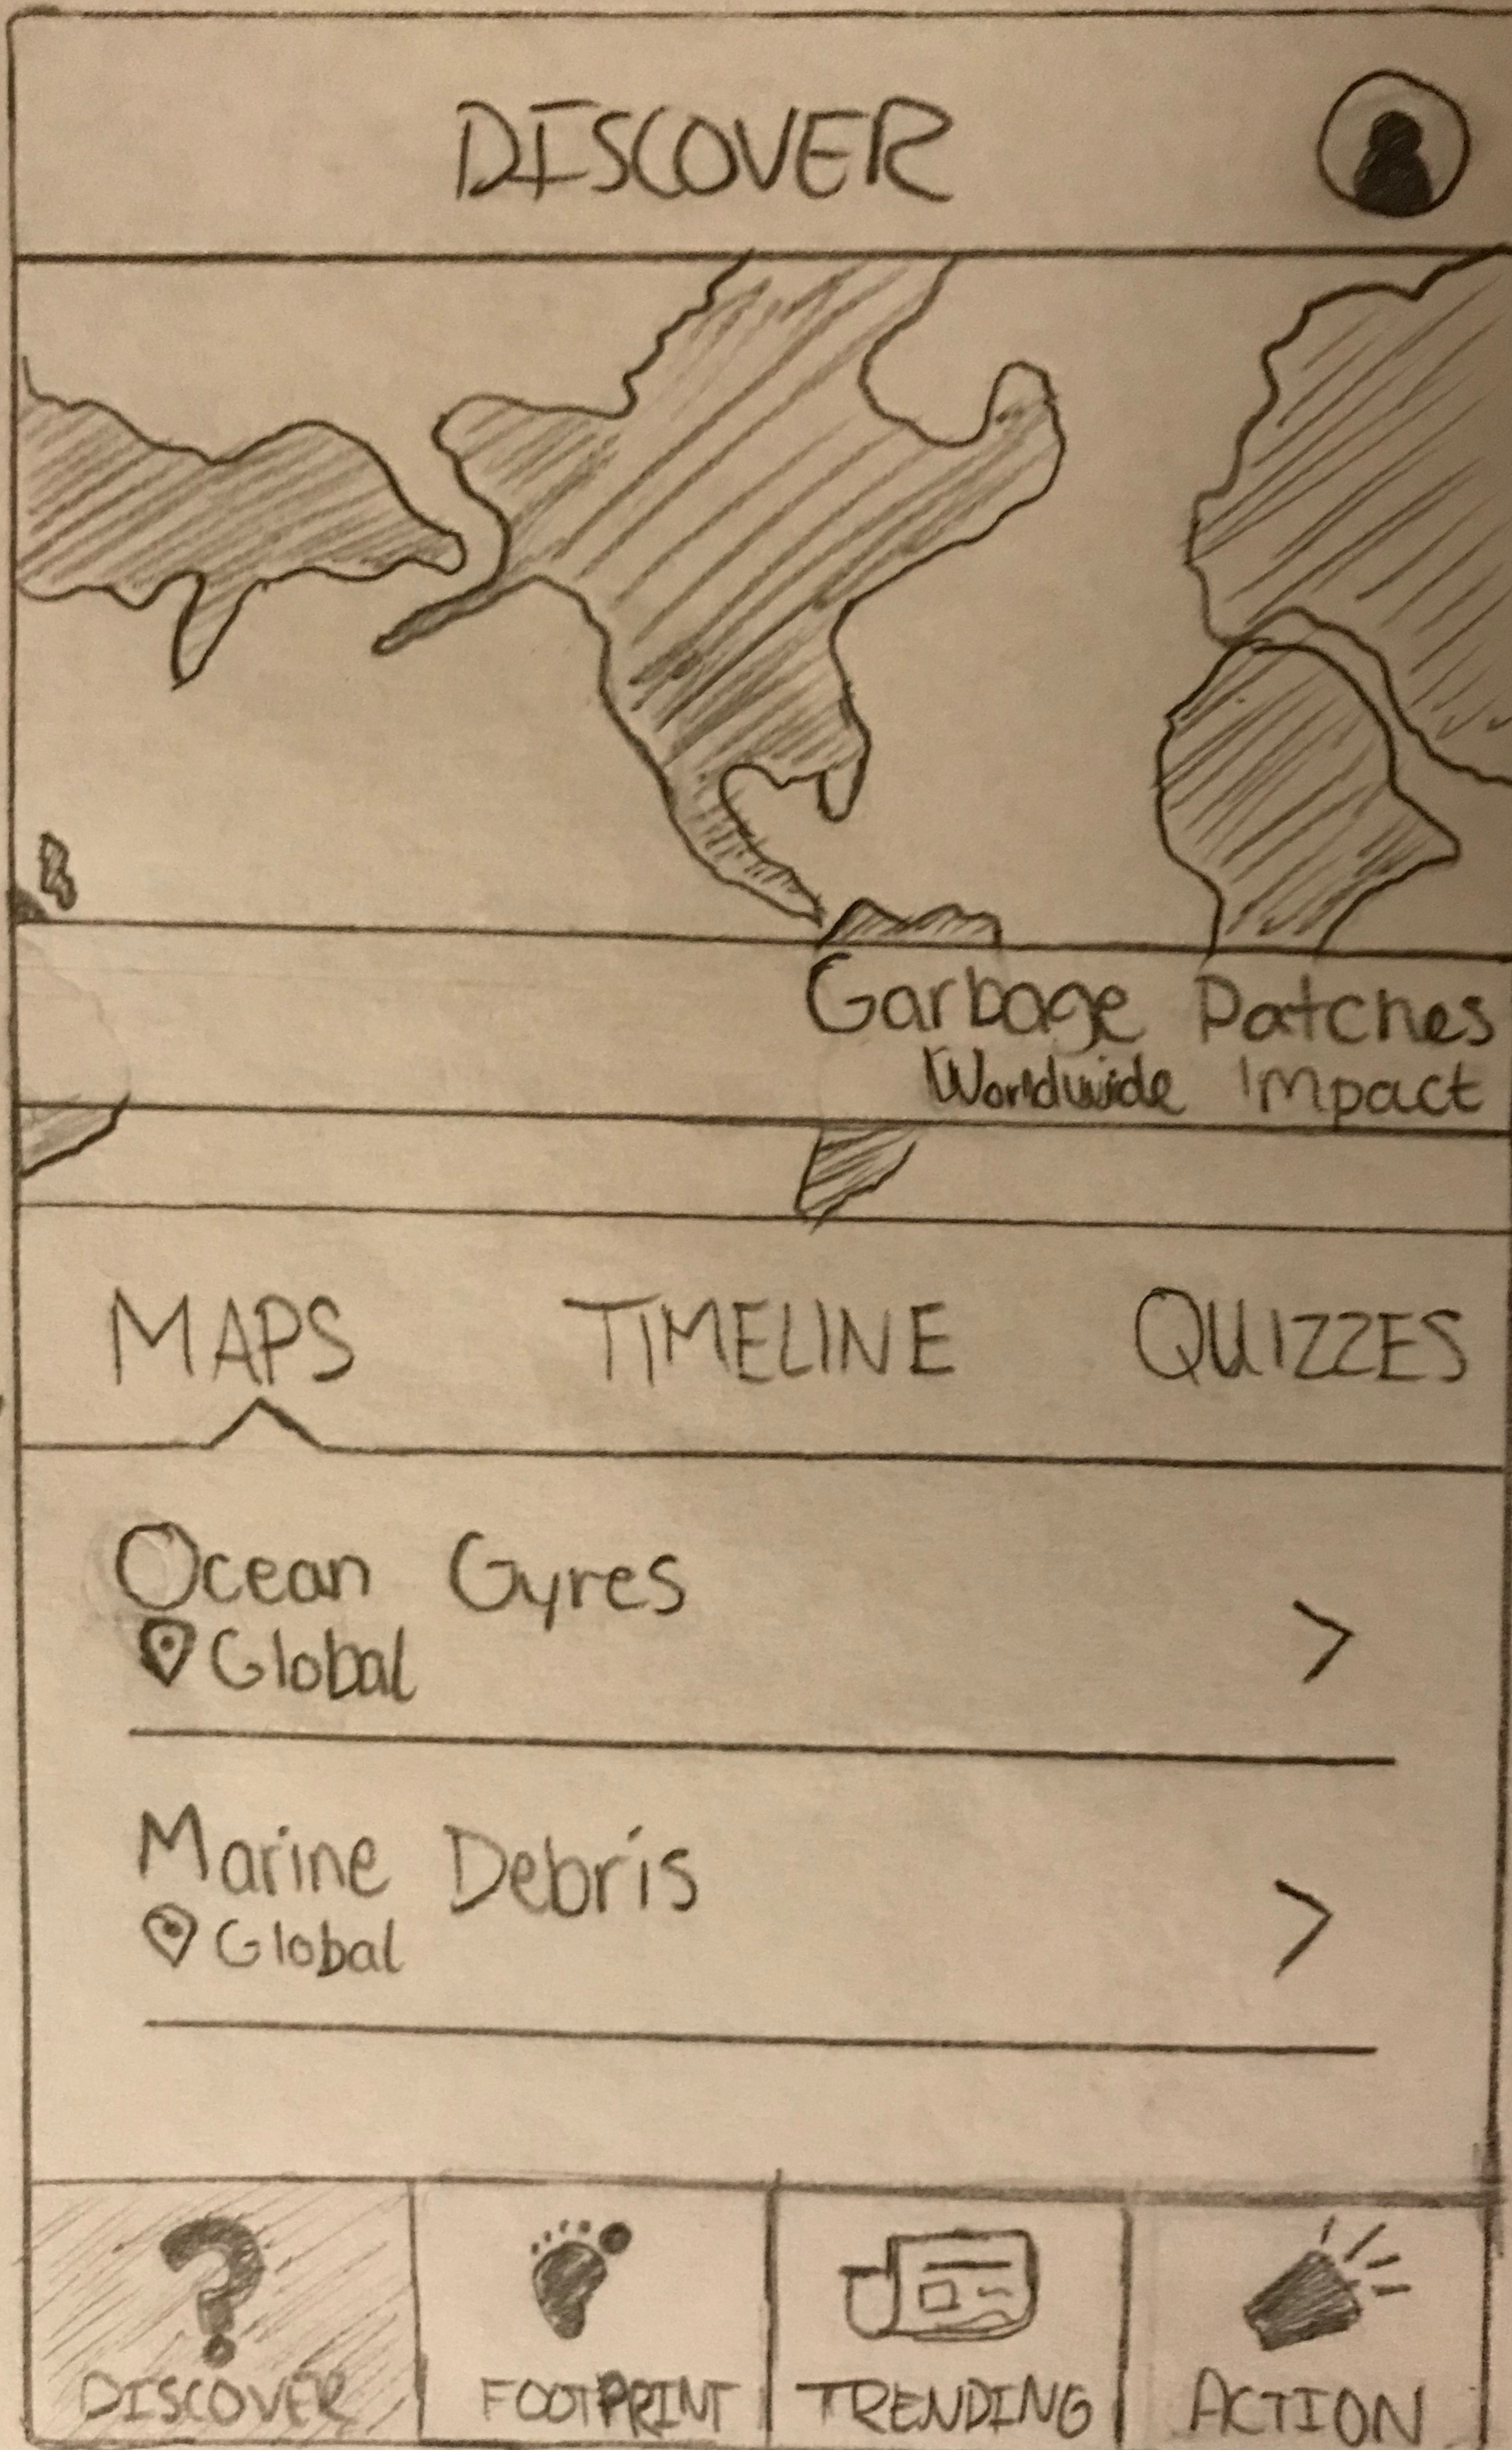 DISCOVER
Garbage Patches
Worldwide Impact
MAPS TIMELINE QUIZZES
Ocean Gyres
Global
Marine Debris
Global
DISCOVER FOOTPRINT TRENDING ACTION